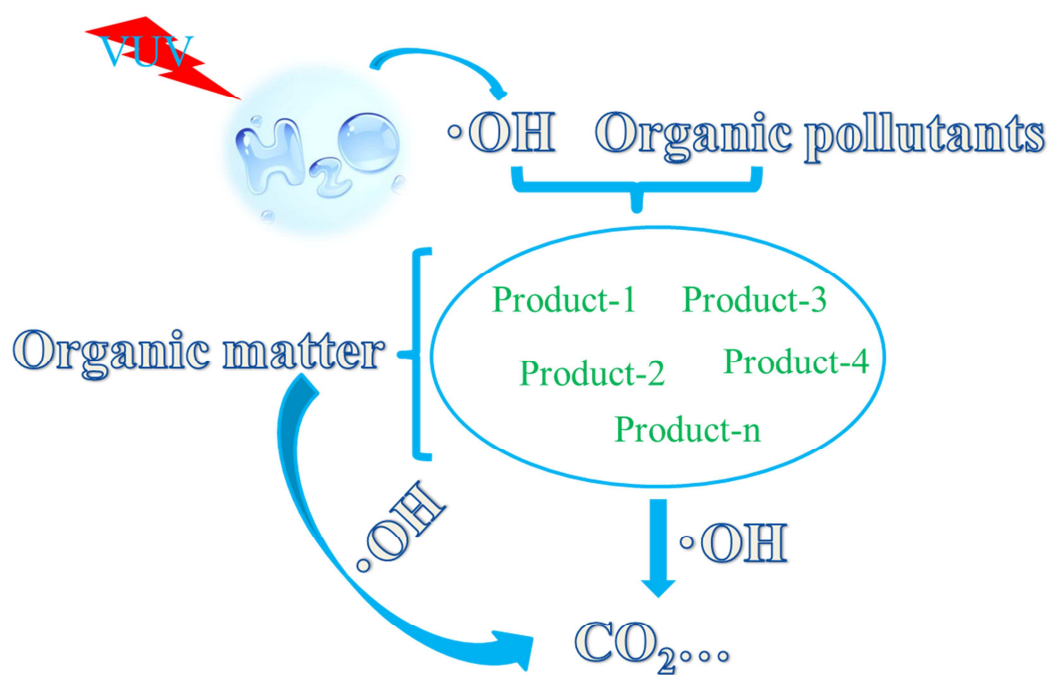 VUV
H₂O
·OH Organic pollutants
Product-1 Product-3
Organic matter
Product-2 Product-4
Product-n
·OH
·OH
CO₂...